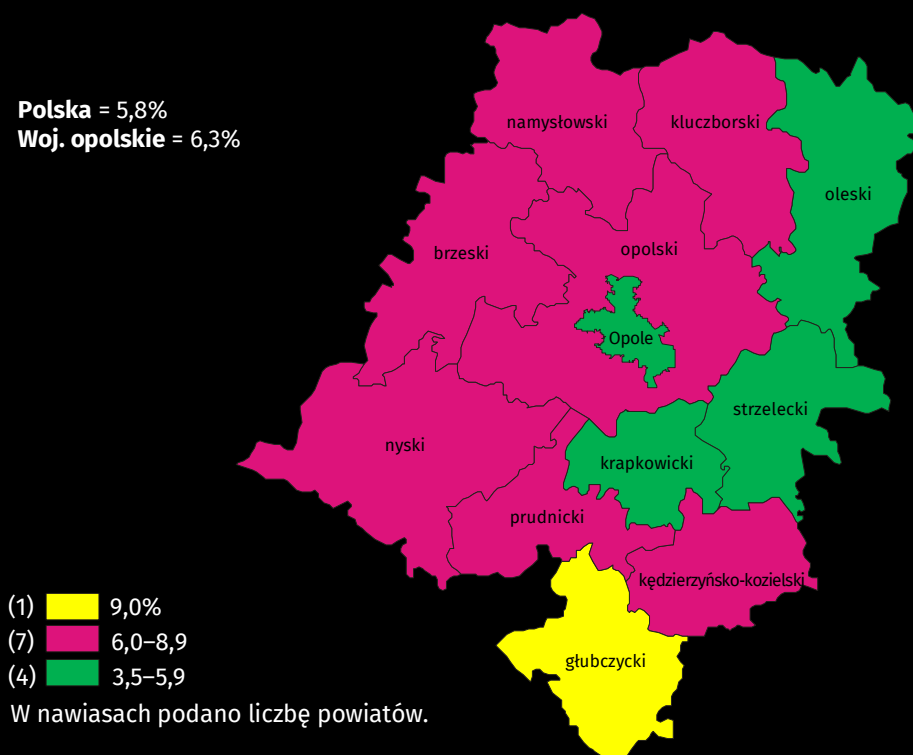 Polska = 5,8%
Woj. opolskie = 6,3%
namysłowski
kluczborski
oleski
brzeski
opolski
Opole
strzelecki
nyski
krapkowicki
prudnicki
kędzierzyńsko-kozielski
głubczycki
(1) 9,0%
(7) 6,0–8,9
(4) 3,5–5,9
W nawiasach podano liczbę powiatów.